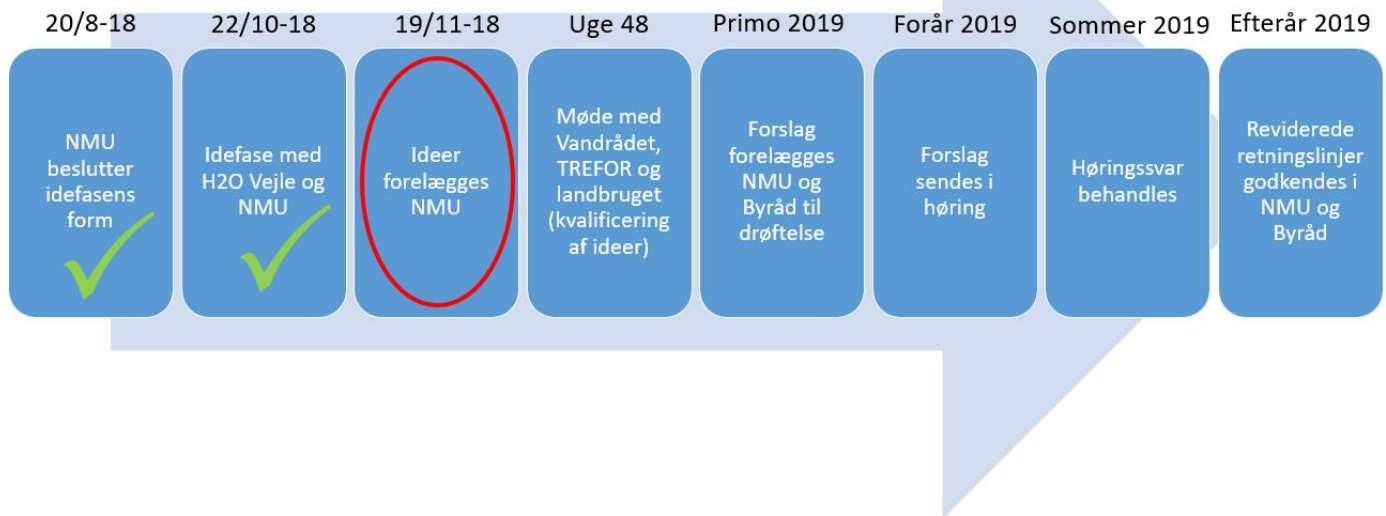 20/8-18
22/10-18
19/11-18
Uge 48
Primo 2019
Forår 2019
Sommer 2019
Efterår 2019
NMU
beslutter
idefasens
form
Idefase med
H2O Vejle og
NMU
Ideer
forelægges
NMU
Møde med
Vandrådet,
TREFOR og
landbruget
(kvalificering
af ideer)
Forslag
forelægges
NMU og
Byråd til
drøftelse
Forslag
sendes i
høring
Høringssvar
behandles
Reviderede
retningslinjer
godkendes i
NMU og
Byråd